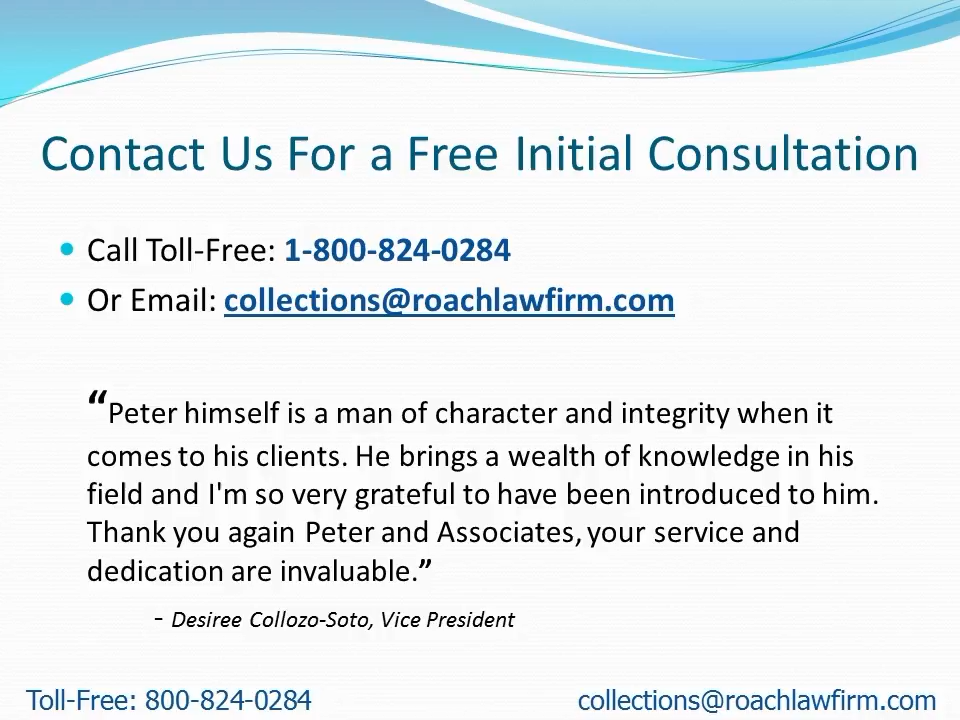 Contact Us For a Free Initial Consultation
• Call Toll-Free: 1-800-824-0284
• Or Email: collections@roachlawfirm.com
“Peter himself is a man of character and integrity when it
comes to his clients. He brings a wealth of knowledge in his
field and I'm so very grateful to have been introduced to him.
Thank you again Peter and Associates, your service and
dedication are invaluable.”
- Desiree Collozo-Soto, Vice President
Toll-Free: 800-824-0284 collections@roachlawfirm.com